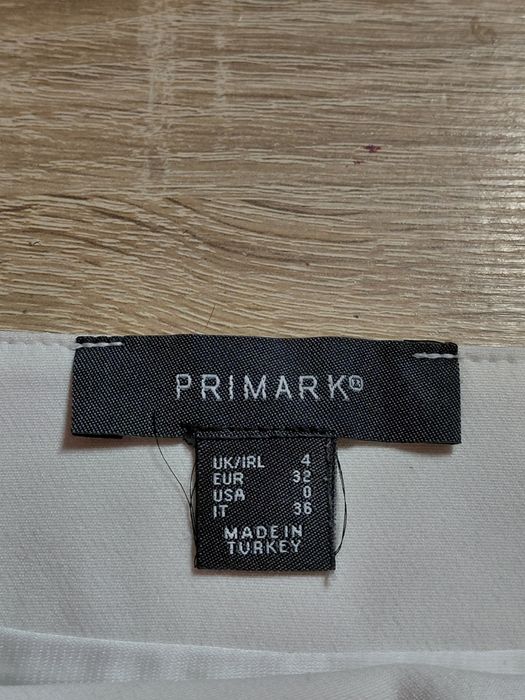 PRIMARK®
UK/IRL 4
EUR 32
USA 0
IT 36
MADE IN
TURKEY